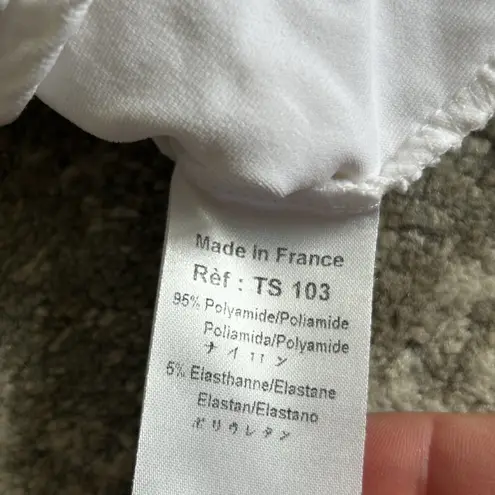 Made in France
Rèf : TS 103
95% Polyamide/Poliamide
Poliamida/Polyamide
ナイロン
5% Elasthanne/Elastane
Elastan/Elastano
ポリウレタン